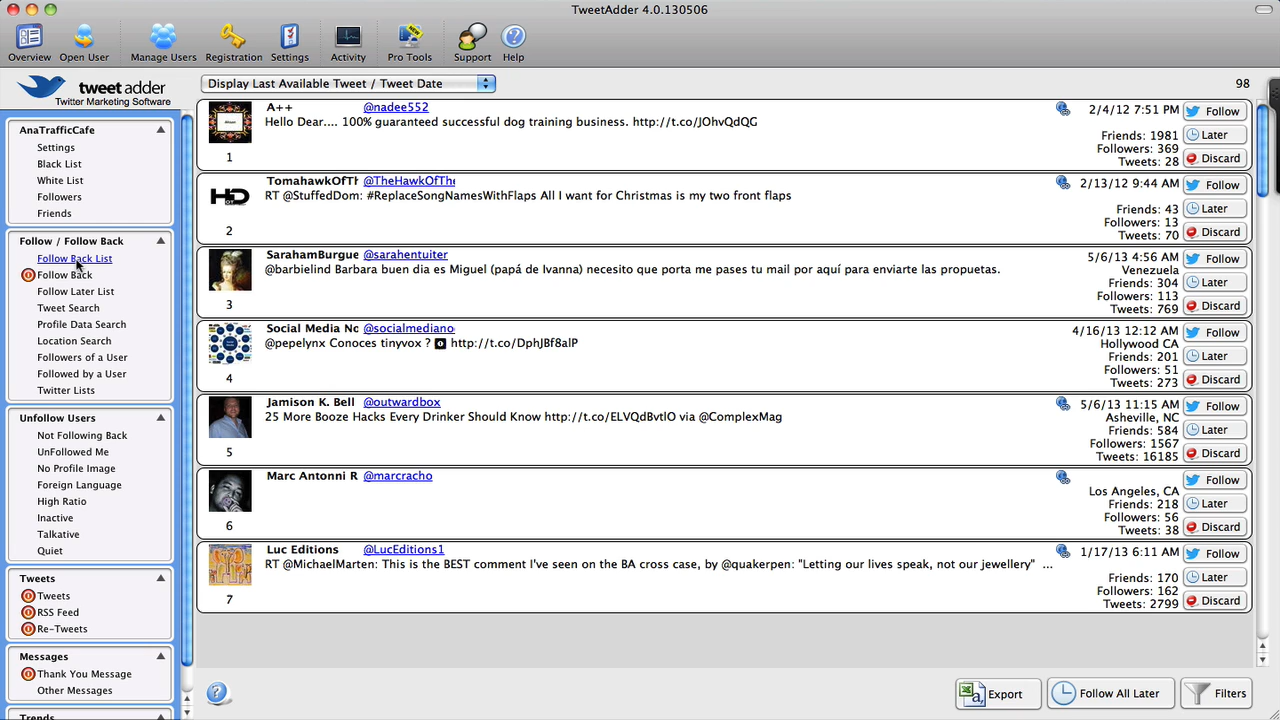 TweetAdder 4.0.130506
Overview Open User Manage Users Registration Settings Activity Pro Tools Support Help
NEW
tweet adder
Twitter Marketing Software
Display Last Available Tweet / Tweet Date
98
AnaTrafficCafe
Settings
Black List
White List
Followers
Friends
Follow / Follow Back
Follow Back List
Follow Back
Follow Later List
Tweet Search
Profile Data Search
Location Search
Followers of a User
Followed by a User
Twitter Lists
Unfollow Users
Not Following Back
UnFollowed Me
No Profile Image
Foreign Language
High Ratio
Inactive
Talkative
Quiet
Tweets
Tweets
RSS Feed
Re-Tweets
Messages
Thank You Message
Other Messages
Trends
A++ @nadee552
Hello Dear.... 100% guaranteed successful dog training business. http://t.co/JOhvQdQG
1
2/4/12 7:51 PM
Friends: 1981
Followers: 369
Tweets: 28
Follow
Later
Discard
TomahawkOfTh @TheHawkOfThe
RT @StuffedDom: #ReplaceSongNamesWithFlaps All I want for Christmas is my two front flaps
2
2/13/12 9:44 AM
Friends: 43
Followers: 13
Tweets: 70
Follow
Later
Discard
SarahamBurgue @sarahentuiter
@barbielind Barbara buen dia es Miguel (papá de Ivanna) necesito que porta me pases tu mail por aquí para enviarte las propuetas.
3
5/6/13 4:56 AM
Venezuela
Friends: 304
Followers: 113
Tweets: 769
Follow
Later
Discard
Social Media No @socialmediano
@pepelynx Conoces tinyvox ? http://t.co/DphJBf8alP
4
4/16/13 12:12 AM
Hollywood CA
Friends: 201
Followers: 51
Tweets: 273
Follow
Later
Discard
Jamison K. Bell @outwardbox
25 More Booze Hacks Every Drinker Should Know http://t.co/ELVQdBvtlO via @ComplexMag
5
5/6/13 11:15 AM
Asheville, NC
Friends: 584
Followers: 1567
Tweets: 16185
Follow
Later
Discard
Marc Antonni R @marcracho
6
Los Angeles, CA
Friends: 218
Followers: 56
Tweets: 38
Follow
Later
Discard
Luc Editions @LucEditions1
RT @MichaelMarten: This is the BEST comment I've seen on the BA cross case, by @quakerpen: "Letting our lives speak, not our jewellery" ...
7
1/17/13 6:11 AM
Friends: 170
Followers: 162
Tweets: 2799
Follow
Later
Discard
Export
Follow All Later
Filters